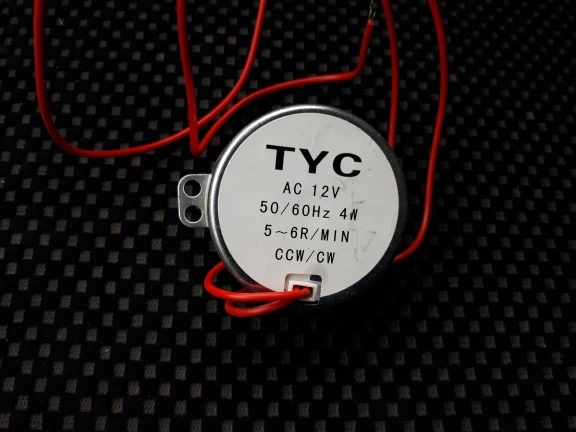 TYC
AC 12V
50/60Hz 4W
5~6R/MIN
CCW/CW